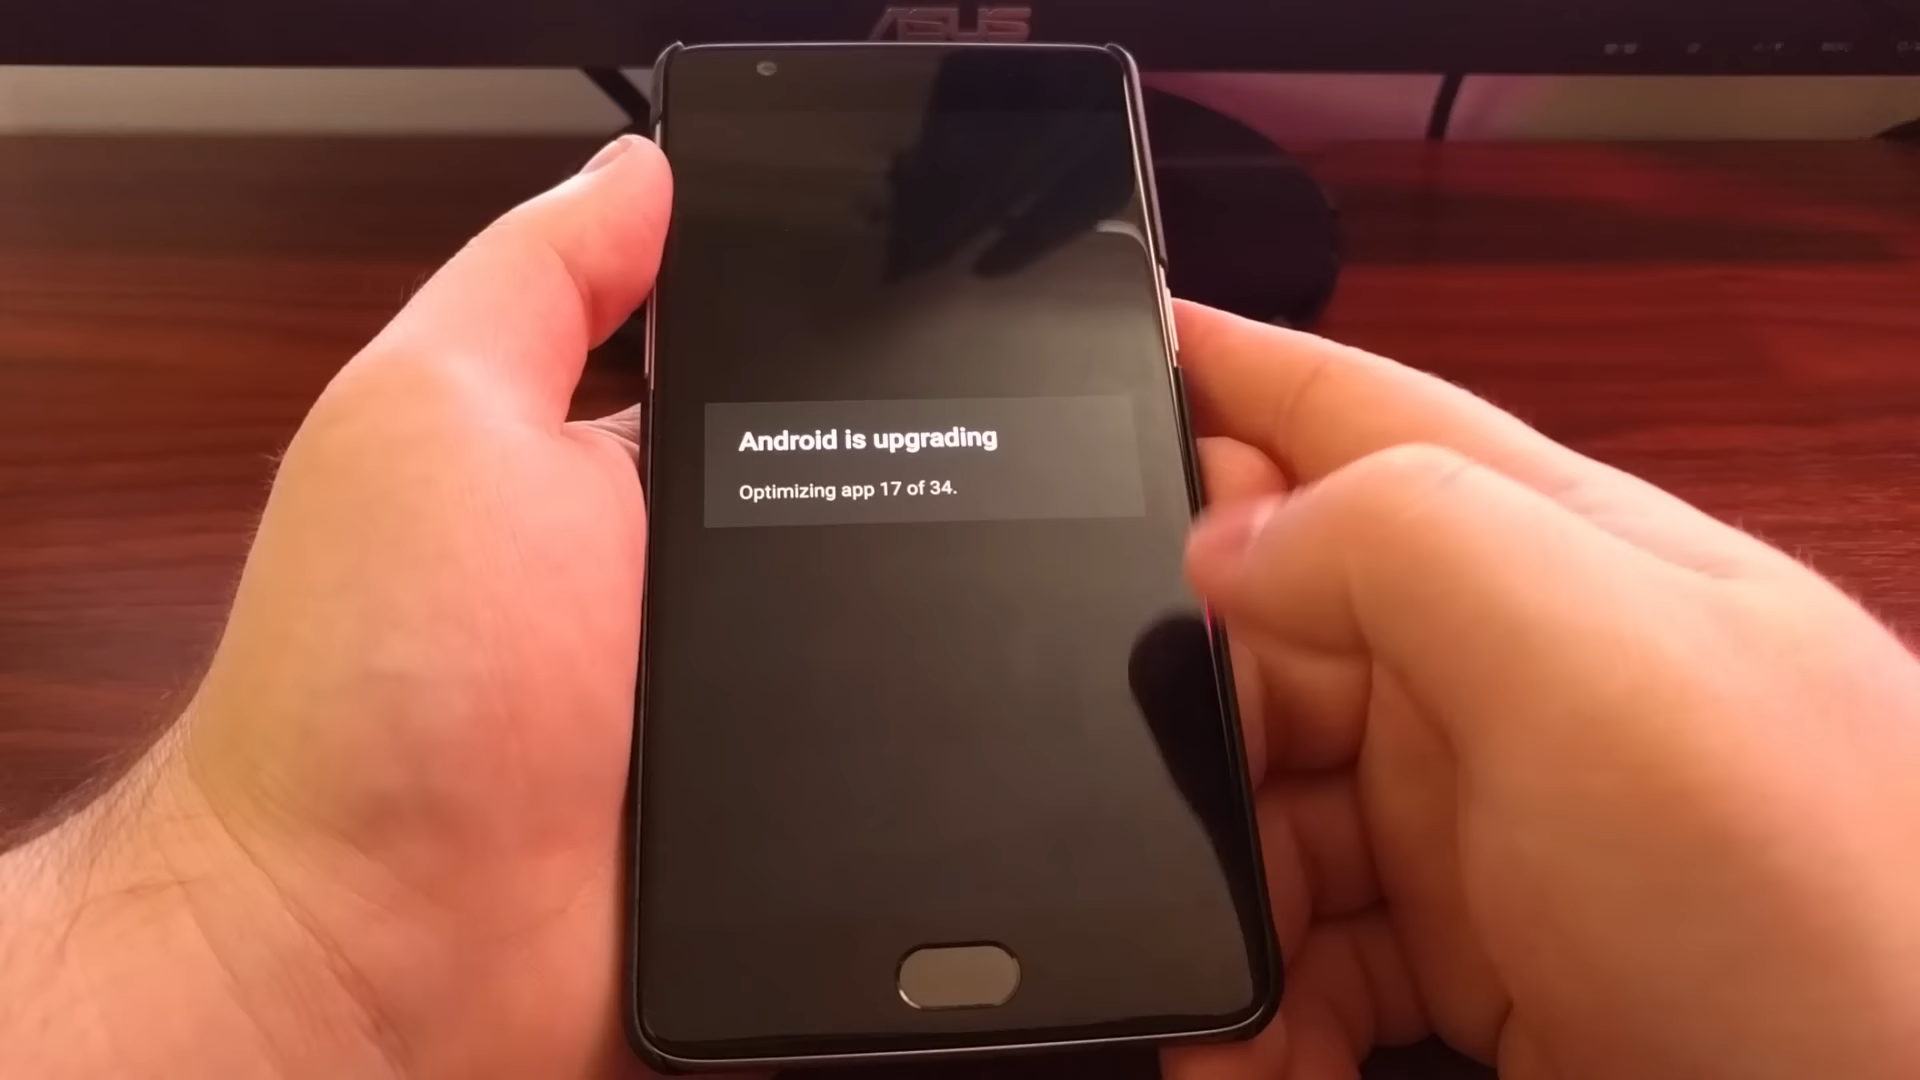 ASUS
Android is upgrading
Optimizing app 17 of 34.